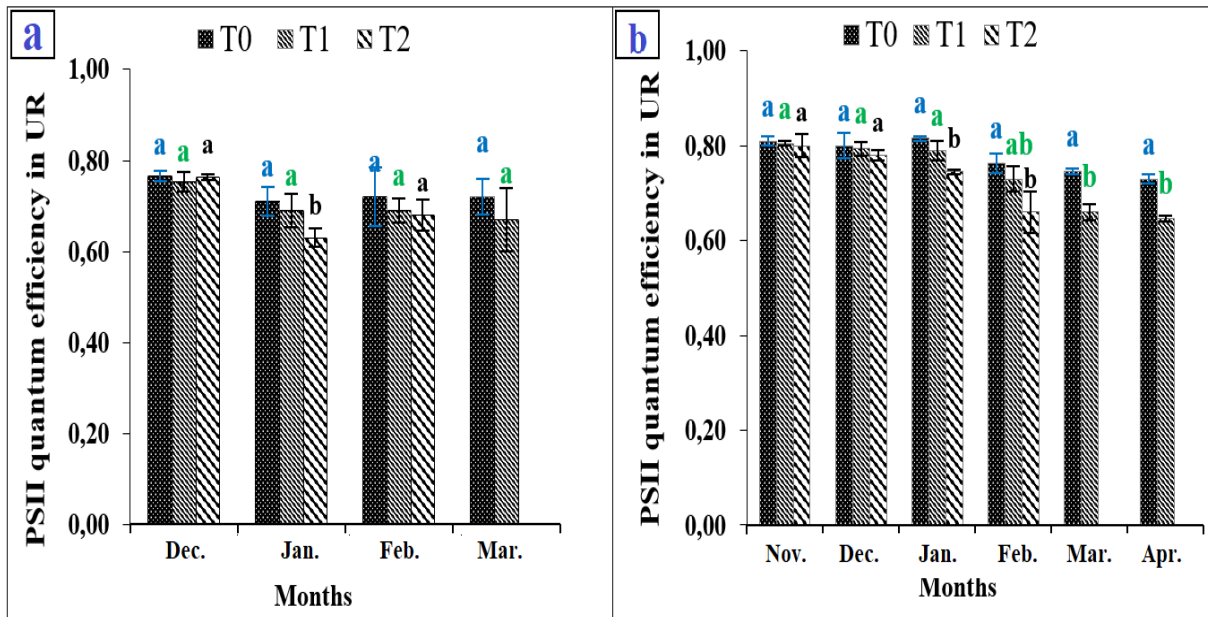 a
T0 T1 T2
PSII quantum efficiency in UR
1,00
0,80
0,60
0,40
0,20
0,00
a a a
a a b
a a a
a a
Dec. Jan. Feb. Mar.
Months
b
T0 T1 T2
PSII quantum efficiency in UR
1,00
0,80
0,60
0,40
0,20
0,00
a a a
a a a
a a b
a ab b
a b
a b
Nov. Dec. Jan. Feb. Mar. Apr.
Months